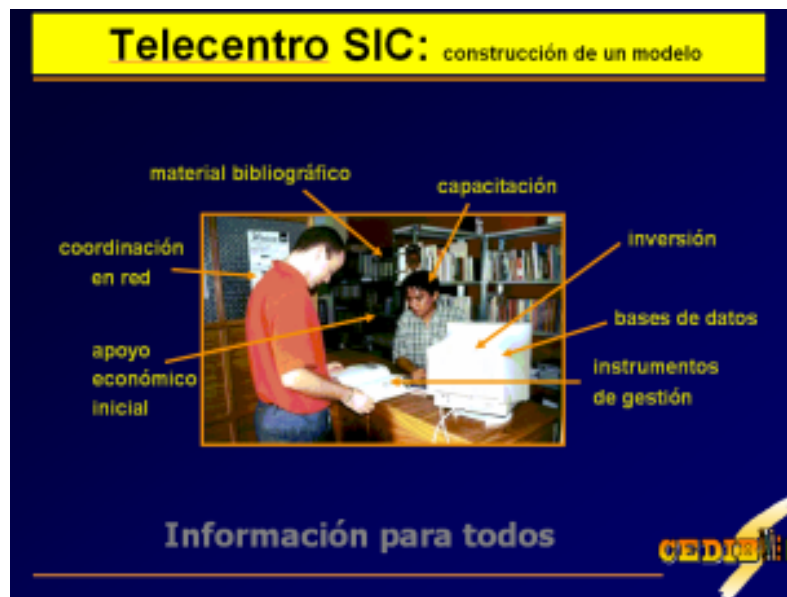 Telecentro SIC: construcción de un modelo
material bibliográfico
capacitación
coordinación
en red
inversión
bases de datos
apoyo
económico
inicial
instrumentos
de gestión
Información para todos